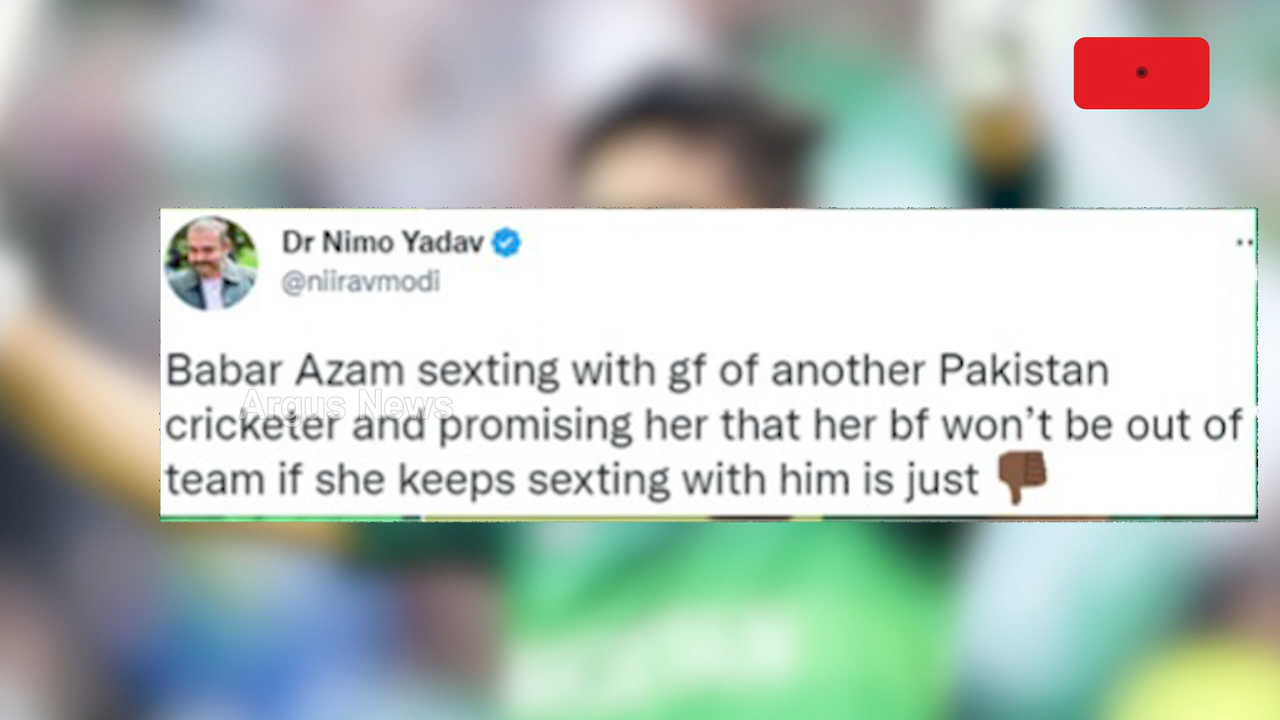 Dr Nimo Yadav
@niiravmodi
Babar Azam sexting with gf of another Pakistan
Argus News
cricketer and promising her that her bf won’t be out of
team if she keeps sexting with him is just 👎🏾